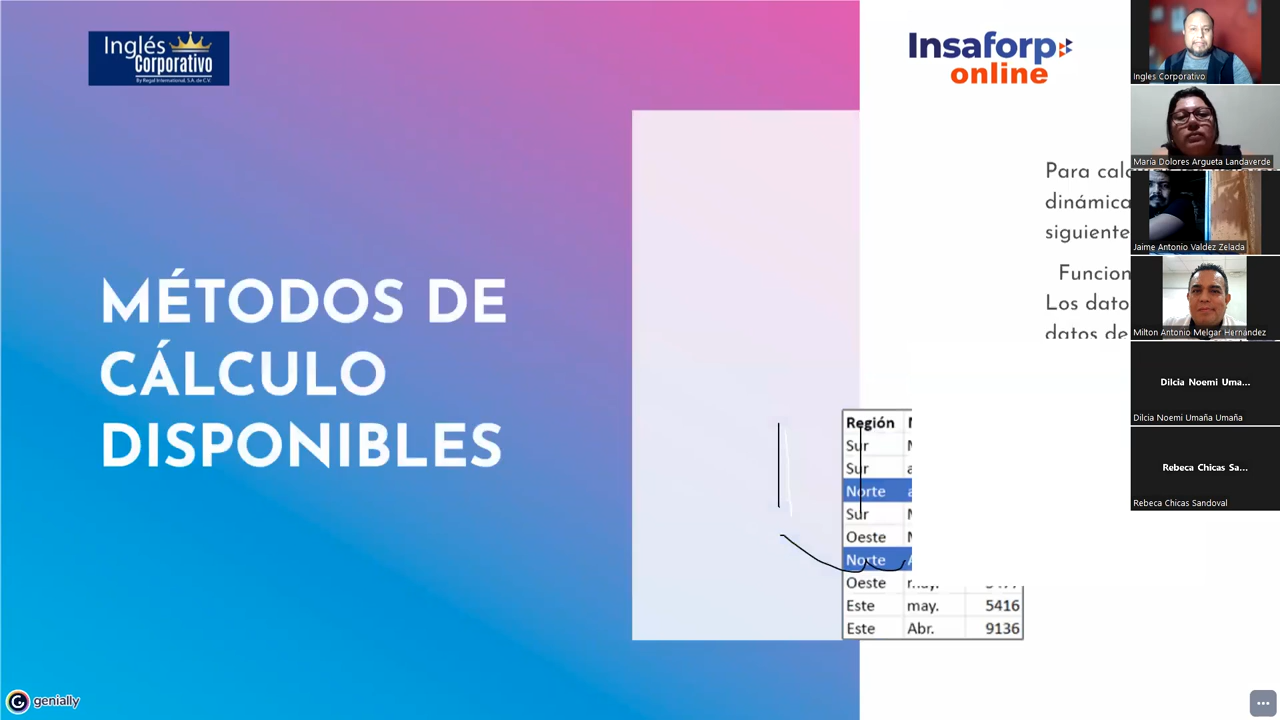 Inglés
Corporativo
By Regal International, S.A. de C.V.
Insaforp
online
MÉTODOS DE
CÁLCULO
DISPONIBLES
Para calc
dinámica
siguiente
Funcion
Los dato
datos de
Región
Sur
Sur
Norte
Sur
Oeste
Norte
Oeste
Este may. 5416
Este Abr. 9136
genially
Ingles Corporativo
María Dolores Argueta Landaverde
Jaime Antonio Valdez Zelada
Milton Antonio Melgar Hernández
Dilcia Noemi Uma...
Dilcia Noemi Umaña Umaña
Rebeca Chicas Sa...
Rebeca Chicas Sandoval